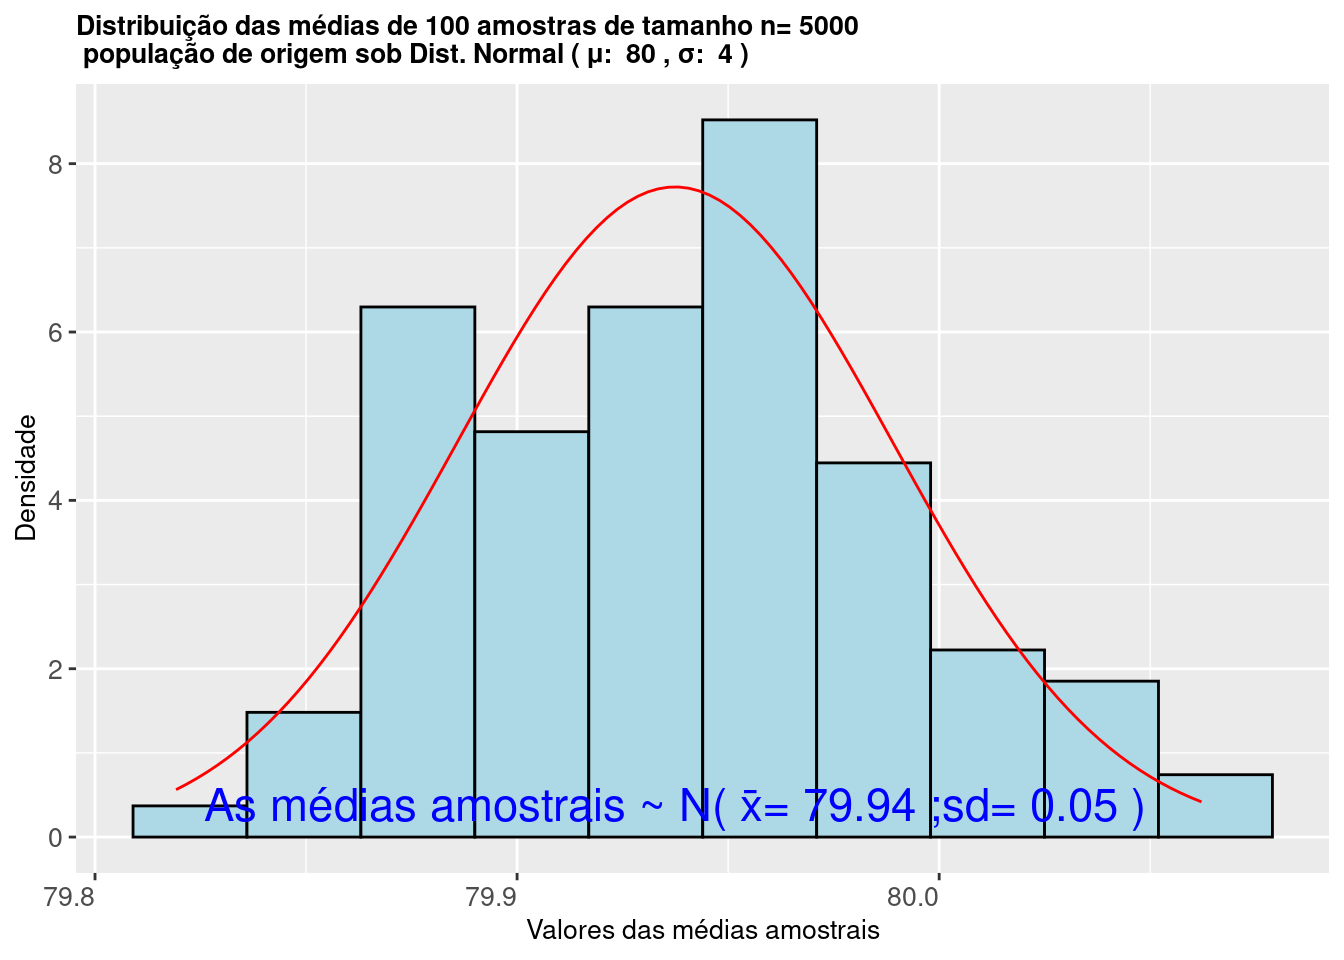 Distribuição das médias de 100 amostras de tamanho n= 5000
população de origem sob Dist. Normal ( μ:  80 , σ:  4 )
Densidade
8
6
4
2
0
As médias amostrais ~ N( x̄= 79.94 ;sd= 0.05 )
79.8
79.9
80.0
Valores das médias amostrais